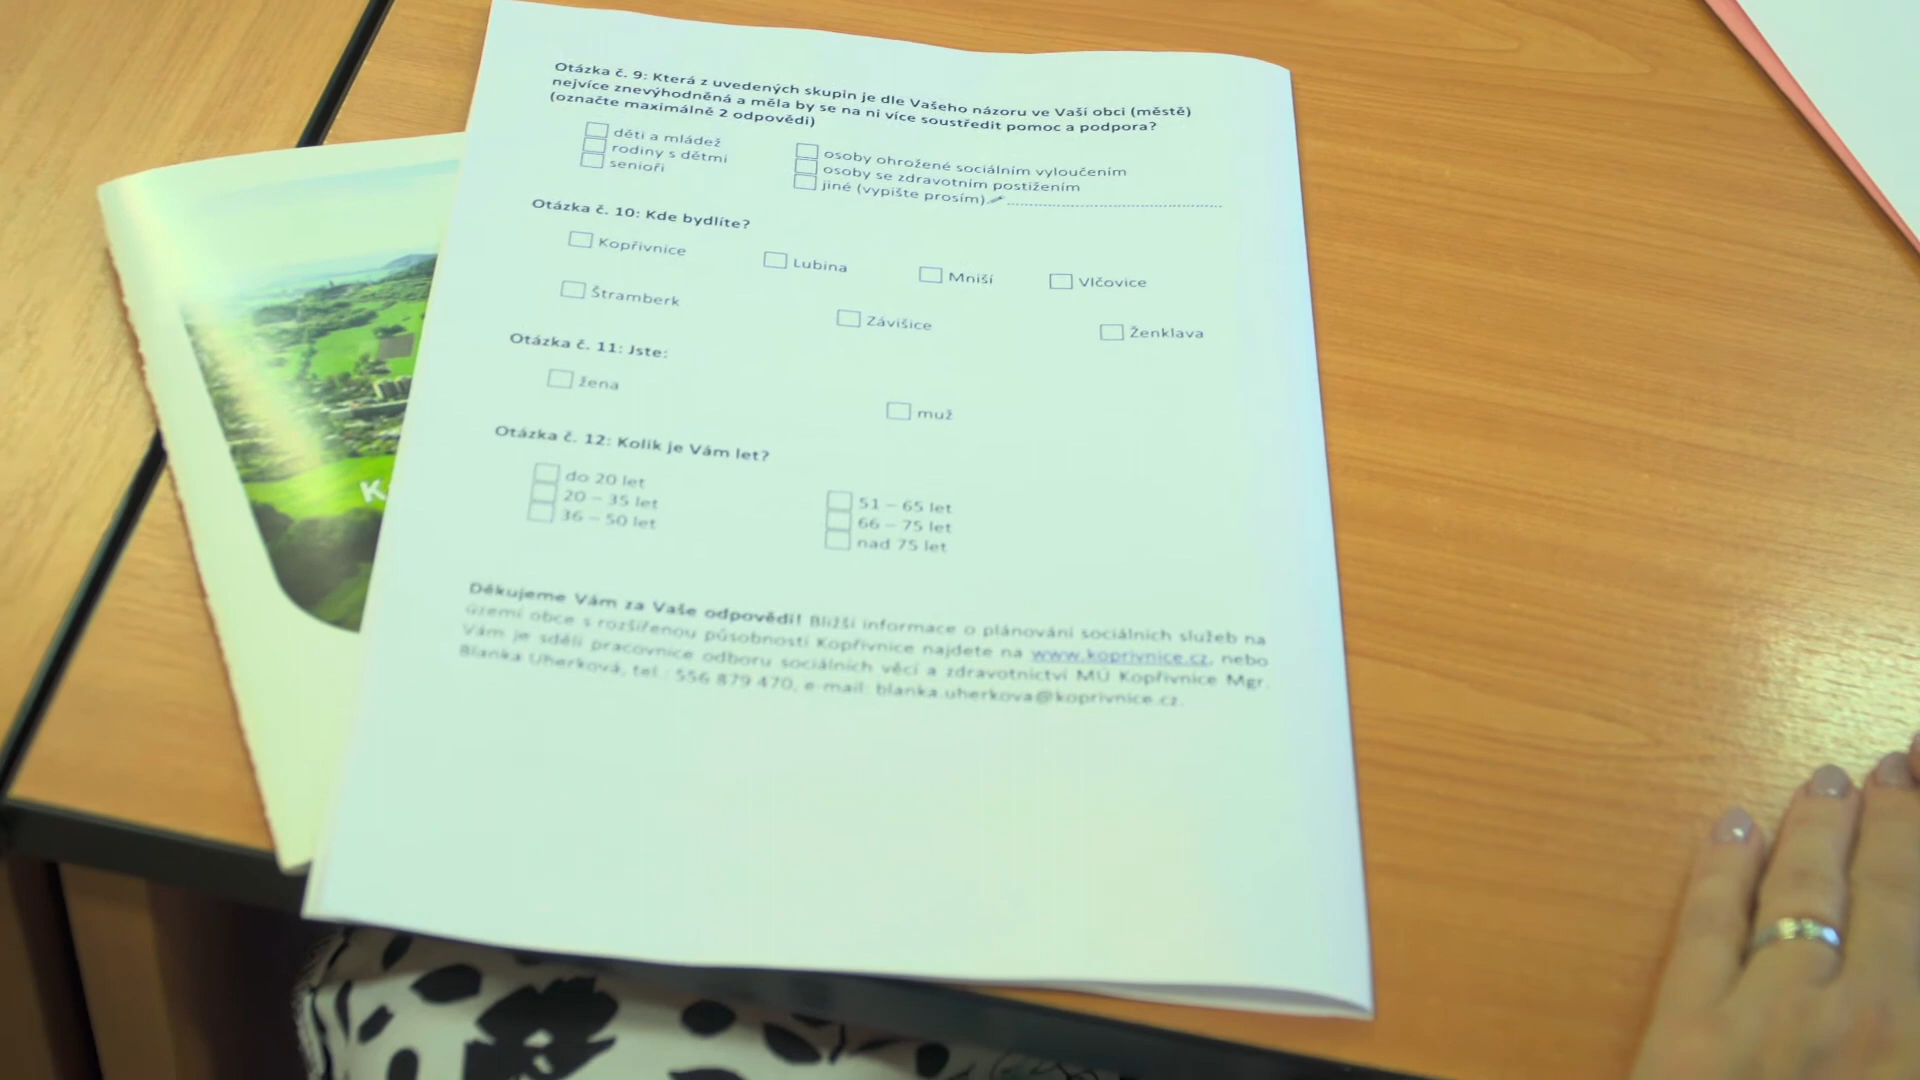 Otázka č. 9: Která z uvedených skupin je dle Vašeho názoru ve Vaší obci (městě)
nejvíce znevýhodněná a měla by se na ni více soustředit pomoc a podpora?
(označte maximálně 2 odpovědi)
děti a mládež
rodiny s dětmi
senioři
osoby ohrožené sociálním vyloučením
osoby se zdravotním postižením
jiné (vypište prosím)
Otázka č. 10: Kde bydlíte?
Kopřivnice
Lubina
Mniší
Vlčovice
Štramberk
Závišice
Ženklava
Otázka č. 11: Jste:
žena
muž
Otázka č. 12: Kolik je Vám let?
do 20 let
20 – 35 let
36 – 50 let
51 – 65 let
66 – 75 let
nad 75 let
Děkujeme Vám za Vaše odpovědi! Bližší informace o plánování sociálních služeb na
území obce s rozšířenou působností Kopřivnice najdete na www.koprivnice.cz, nebo
Vám je sdělí pracovnice odboru sociálních věcí a zdravotnictví MÚ Kopřivnice Mgr.
Blanka Uherková, tel.: 556 879 470, e-mail: blanka.uherkova@koprivnice.cz.